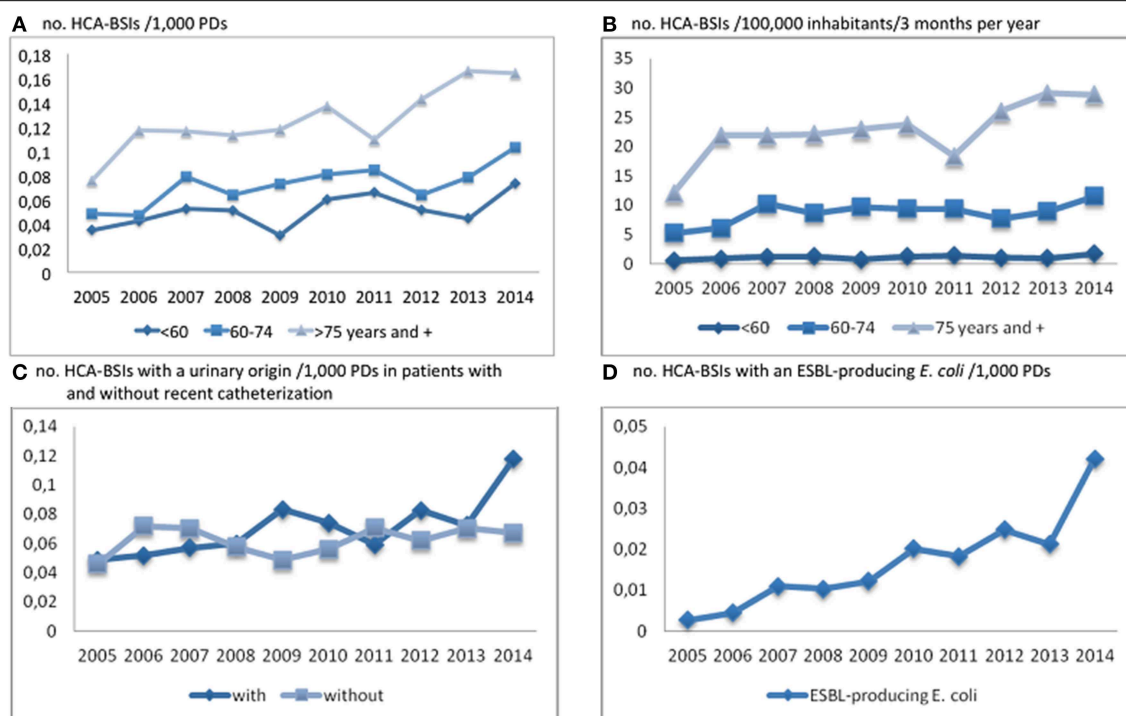 A no. HCA-BSIs /1,000 PDs
0,18
0,16
0,14
0,12
0,1
0,08
0,06
0,04
0,02
0
2005 2006 2007 2008 2009 2010 2011 2012 2013 2014
<60 60-74 >75 years and +
B no. HCA-BSIs /100,000 inhabitants/3 months per year
35
30
25
20
15
10
5
0
2005 2006 2007 2008 2009 2010 2011 2012 2013 2014
<60 60-74 75 years and +
C no. HCA-BSIs with a urinary origin /1,000 PDs in patients with
and without recent catheterization
0,14
0,12
0,1
0,08
0,06
0,04
0,02
0
2005 2006 2007 2008 2009 2010 2011 2012 2013 2014
with without
D no. HCA-BSIs with an ESBL-producing E. coli /1,000 PDs
0,05
0,04
0,03
0,02
0,01
0
2005 2006 2007 2008 2009 2010 2011 2012 2013 2014
ESBL-producing E. coli